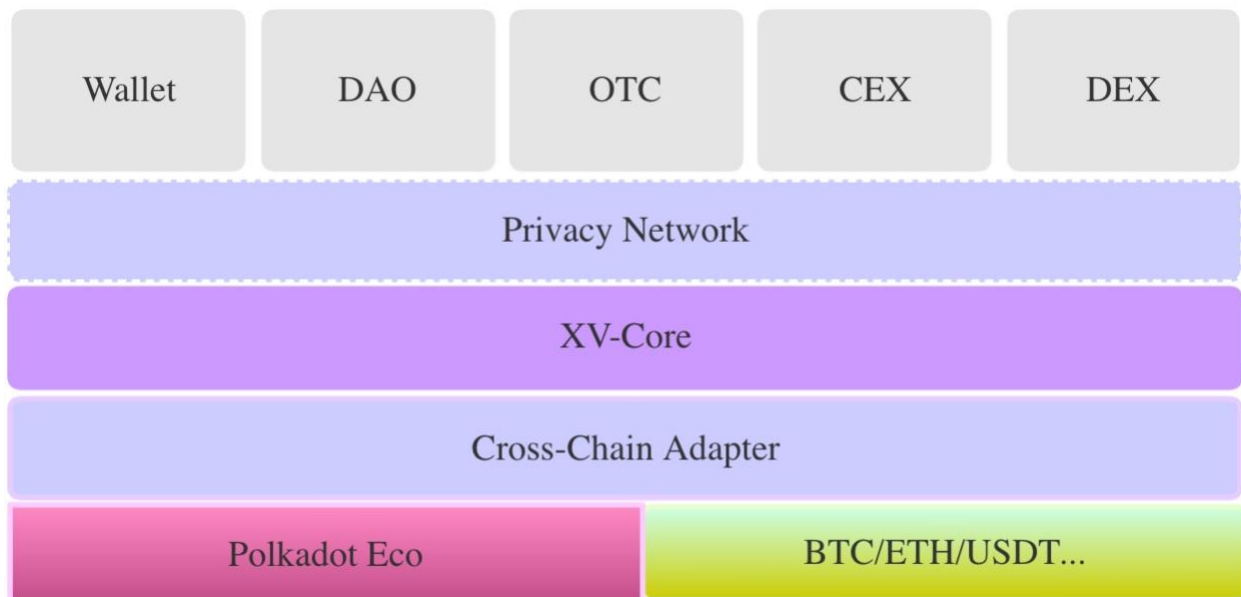 Wallet
DAO
OTC
CEX
DEX
Privacy Network
XV-Core
Cross-Chain Adapter
Polkadot Eco
BTC/ETH/USDT...